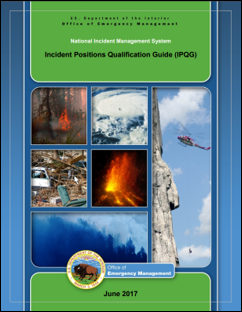 U.S. Department of the Interior
Office of Emergency Management
National Incident Management System
Incident Positions Qualification Guide (IPQG)
Office of
Emergency Management
June 2017